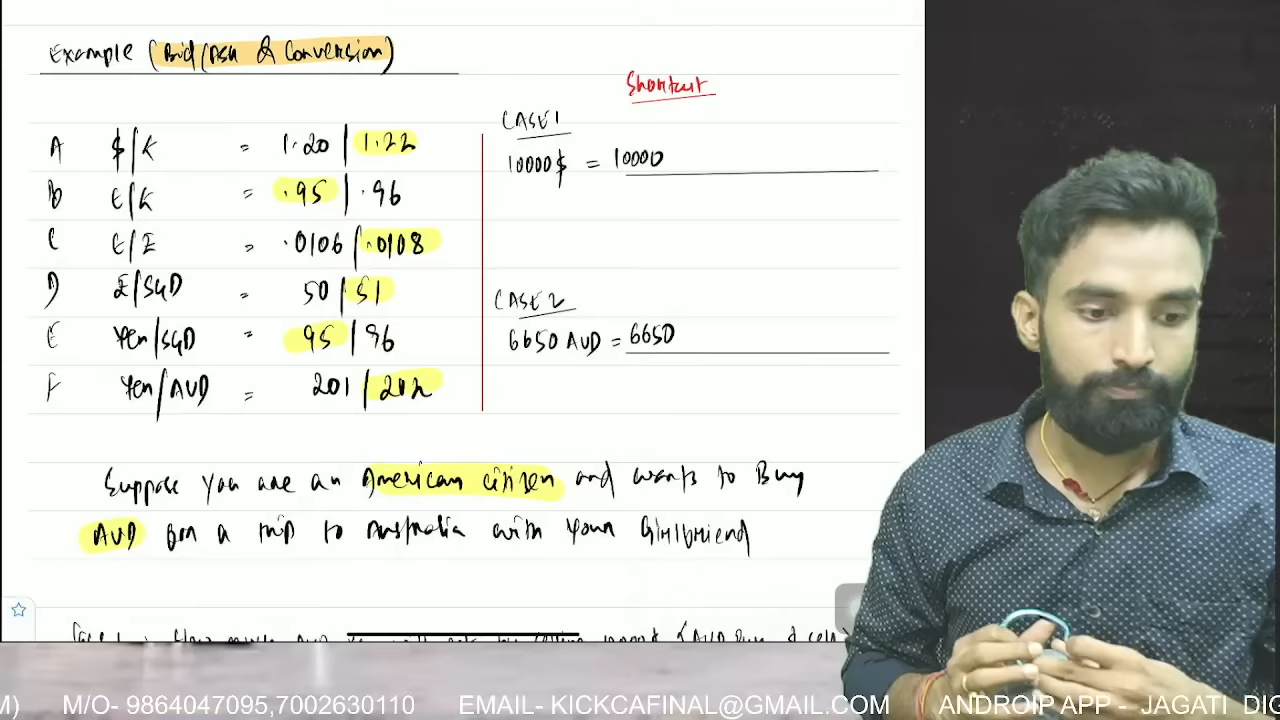 Example (Bid/Ask & Conversion)
Shortcut
A $/K = 1.20 | 1.22
B E/K = .95 | .96
C E/£ = .0106 | .0108
D £/SGD = 50 | 51
E Yen/SGD = 95 | 96
F Yen/AUD = 201 | 202
CASE 1
10000$ = 10000
CASE 2
6650 AUD = 6650
Suppose you are an American citizen and wants to Buy
AUD for a trip to Australia with your Girlfriend
M) M/O- 9864047095,7002630110 EMAIL- KICKCAFINAL@GMAIL.COM ANDROIP APP - JAGATI DIG